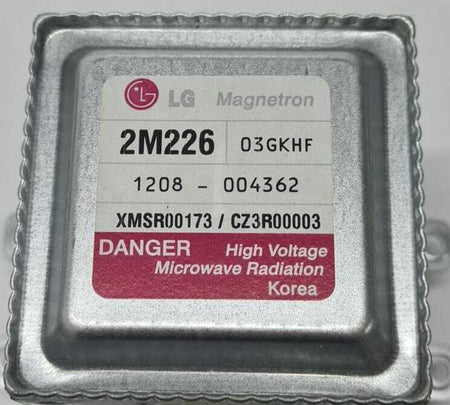 LG Magnetron
2M226 03GKHF
1208 - 004362
XMSR00173 / CZ3R00003
DANGER High Voltage
Microwave Radiation
Korea